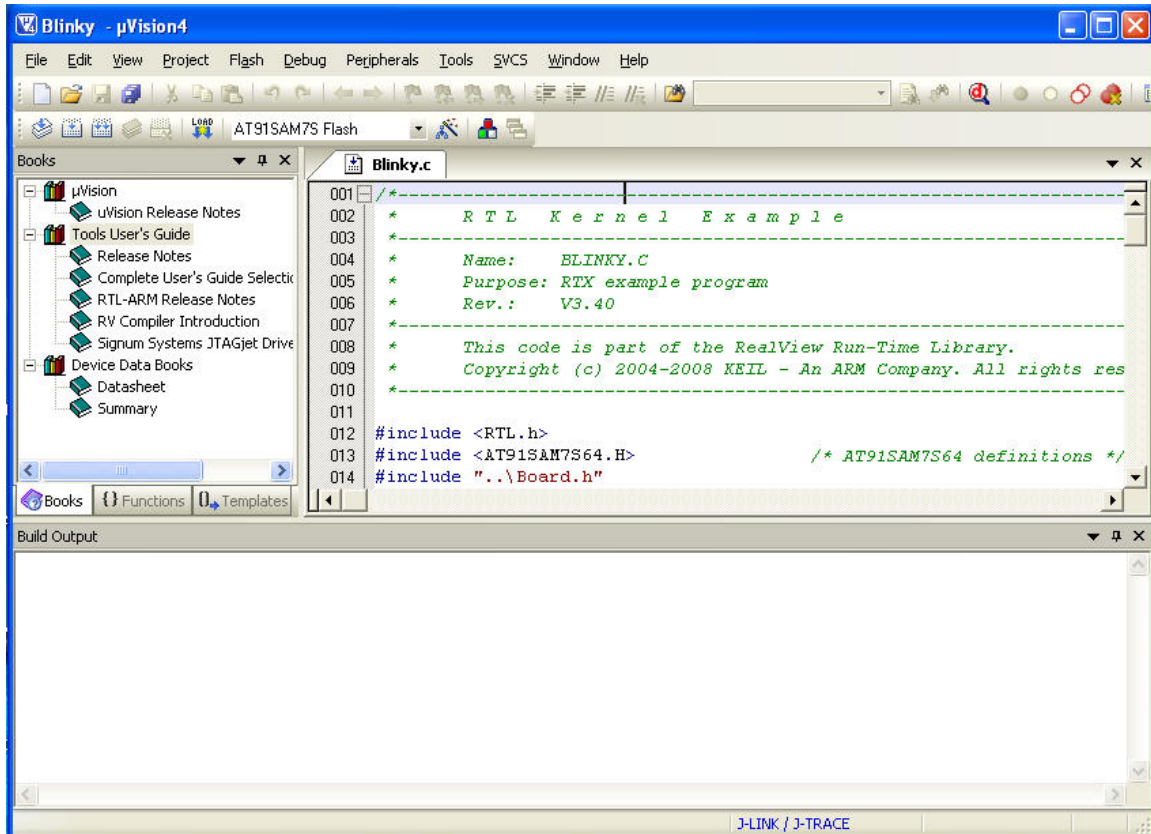 Blinky - µVision4
File Edit View Project Flash Debug Peripherals Tools SVCS Window Help
LOAD AT91SAM7S Flash
Books
µVision
uVision Release Notes
Tools User's Guide
Release Notes
Complete User's Guide Selectic
RTL-ARM Release Notes
RV Compiler Introduction
Signum Systems JTAGjet Drive
Device Data Books
Datasheet
Summary
Books {} Functions Templates
Blinky.c
001 /*----------------------------------------------------------------------------
002 * R T L K e r n e l E x a m p l e
003 *----------------------------------------------------------------------------
004 * Name: BLINKY.C
005 * Purpose: RTX example program
006 * Rev.: V3.40
007 *----------------------------------------------------------------------------
008 * This code is part of the RealView Run-Time Library.
009 * Copyright (c) 2004-2008 KEIL - An ARM Company. All rights res
010 *----------------------------------------------------------------------------
011
012 #include <RTL.h>
013 #include <AT91SAM7S64.H> /* AT91SAM7S64 definitions */
014 #include "..\Board.h"
Build Output
J-LINK / J-TRACE